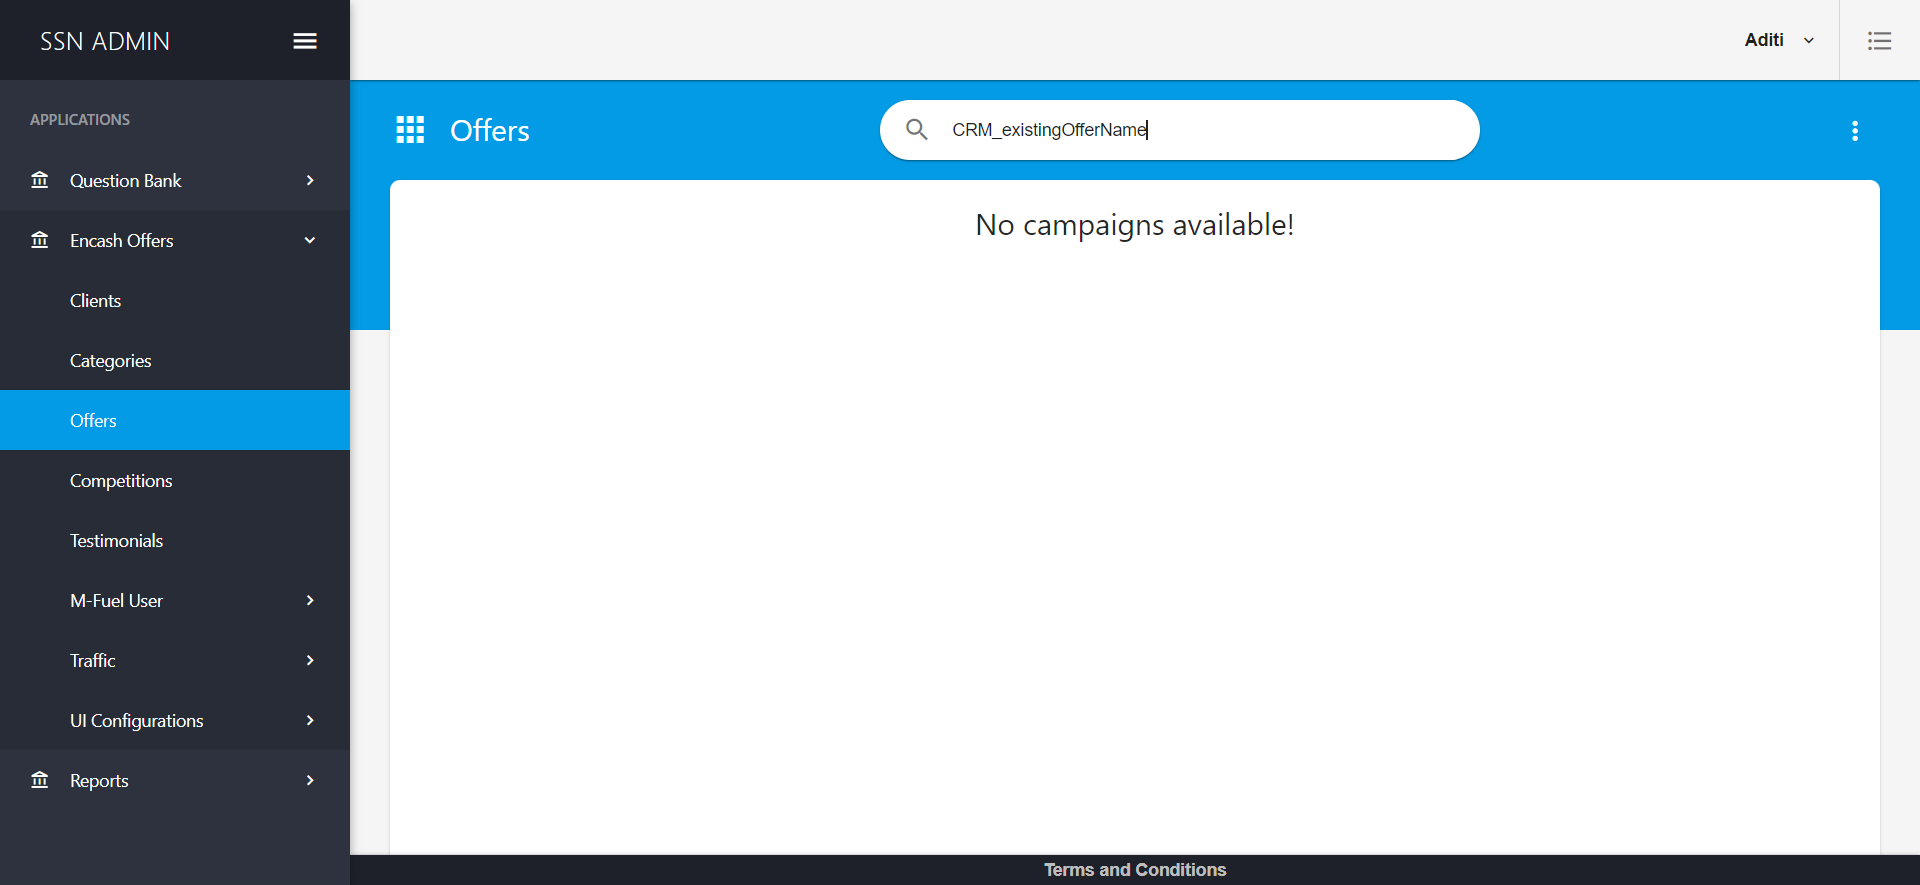 SSN ADMIN
Aditi
APPLICATIONS
Question Bank
Encash Offers
Clients
Categories
Offers
Competitions
Testimonials
M-Fuel User
Traffic
UI Configurations
Reports
Offers
CRM_existingOfferName
No campaigns available!
Terms and Conditions